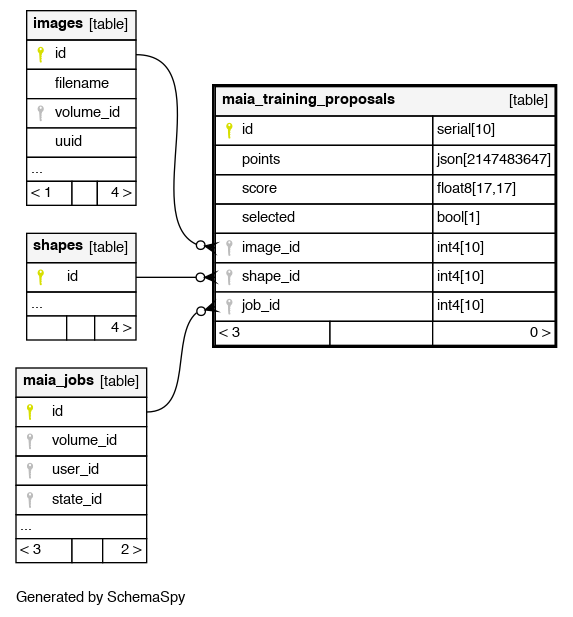 images [table]
id
filename
volume_id
uuid
...
< 1 4 >
shapes [table]
id
...
4 >
maia_jobs [table]
id
volume_id
user_id
state_id
...
< 3 2 >
maia_training_proposals [table]
id serial[10]
points json[2147483647]
score float8[17,17]
selected bool[1]
image_id int4[10]
shape_id int4[10]
job_id int4[10]
< 3 0 >
Generated by SchemaSpy